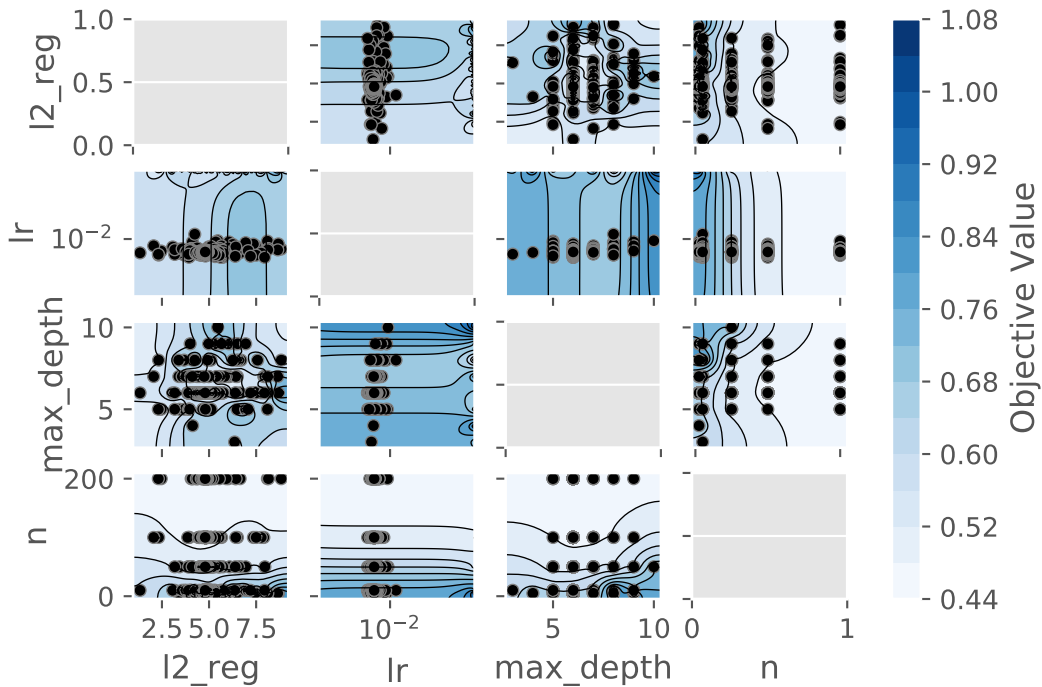 1.0
0.5
0.0
l2_reg
10⁻²
lr
10
5
max_depth
200
0
n
2.5 5.0 7.5
l2_reg
10⁻²
lr
5 10
max_depth
0 1
n
1.08
1.00
0.92
0.84
0.76
0.68
0.60
0.52
0.44
Objective Value